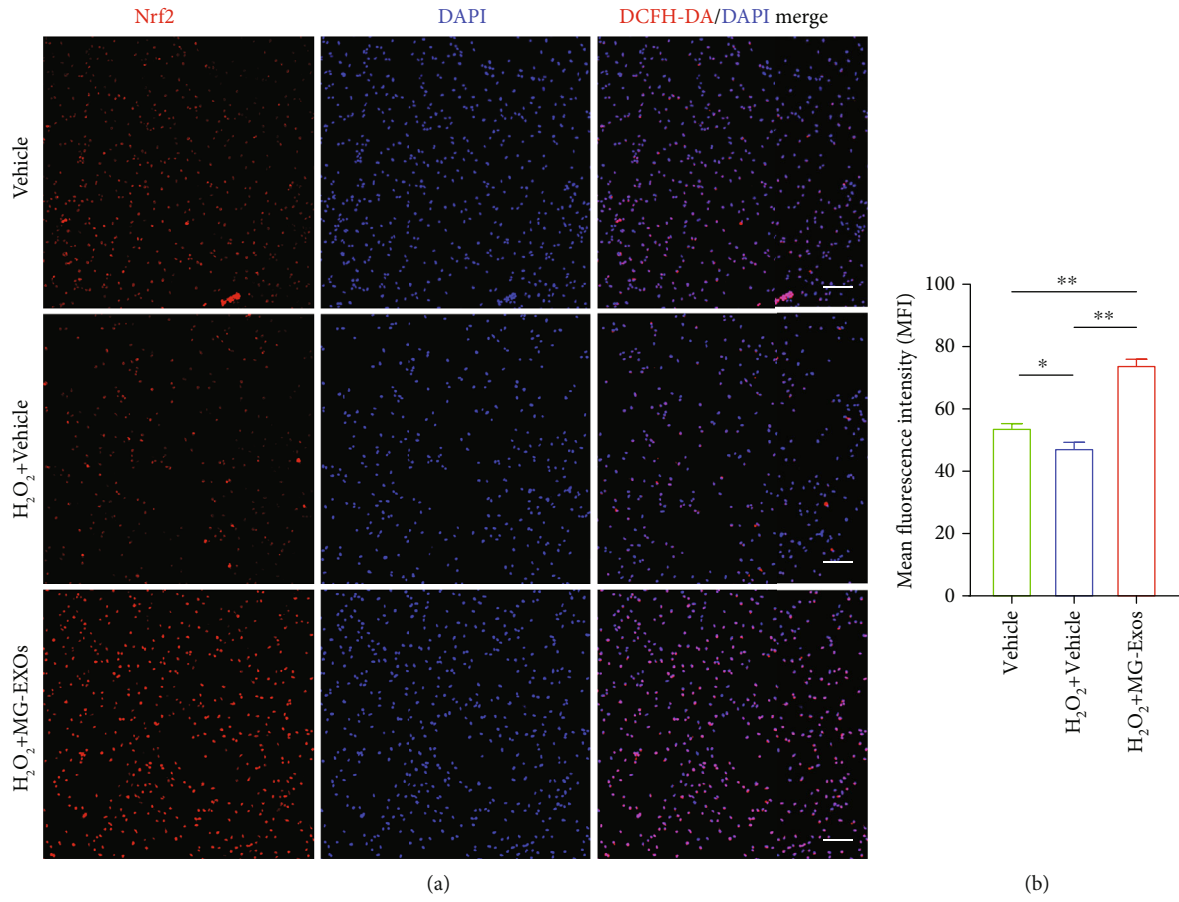 Nrf2 DAPI DCFH-DA/DAPI merge
Vehicle
H₂O₂+Vehicle
H₂O₂+MG-EXOs
(a)
Mean fluorescence intensity (MFI)
100
80
60
40
20
0
**
**
*
Vehicle
H₂O₂+Vehicle
H₂O₂+MG-Exos
(b)